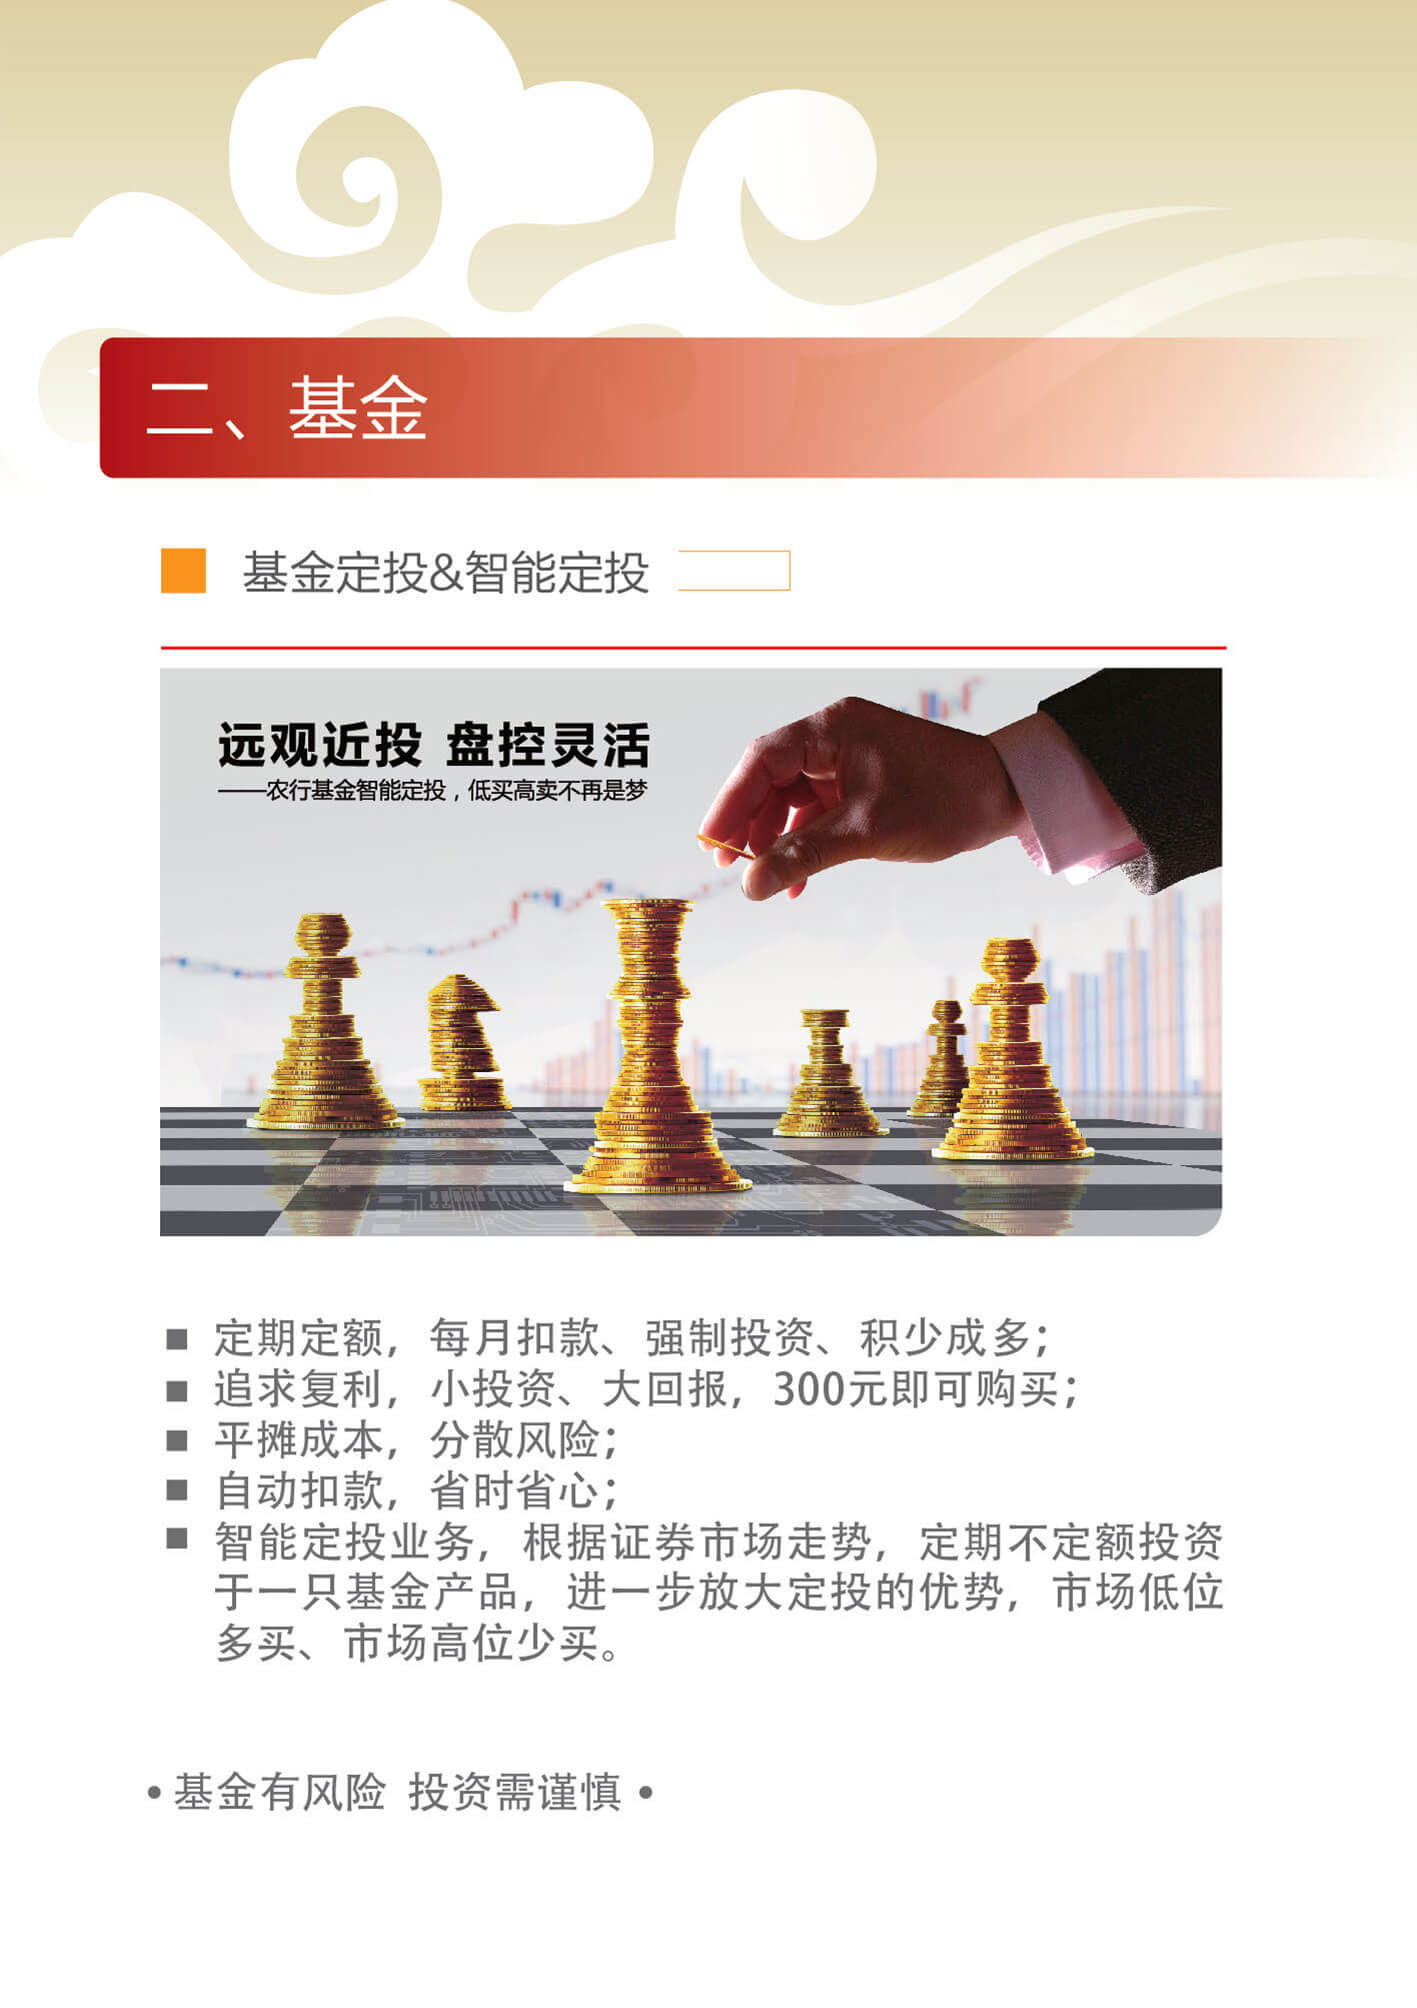 二、基金
基金定投&智能定投
远观近投 盘控灵活
——农行基金智能定投，低买高卖不再是梦
定期定额，每月扣款、强制投资、积少成多；
追求复利，小投资、大回报，300元即可购买；
平摊成本，分散风险；
自动扣款，省时省心；
智能定投业务，根据证券市场走势，定期不定额投资
于一只基金产品，进一步放大定投的优势，市场低位
多买、市场高位少买。
• 基金有风险 投资需谨慎 •